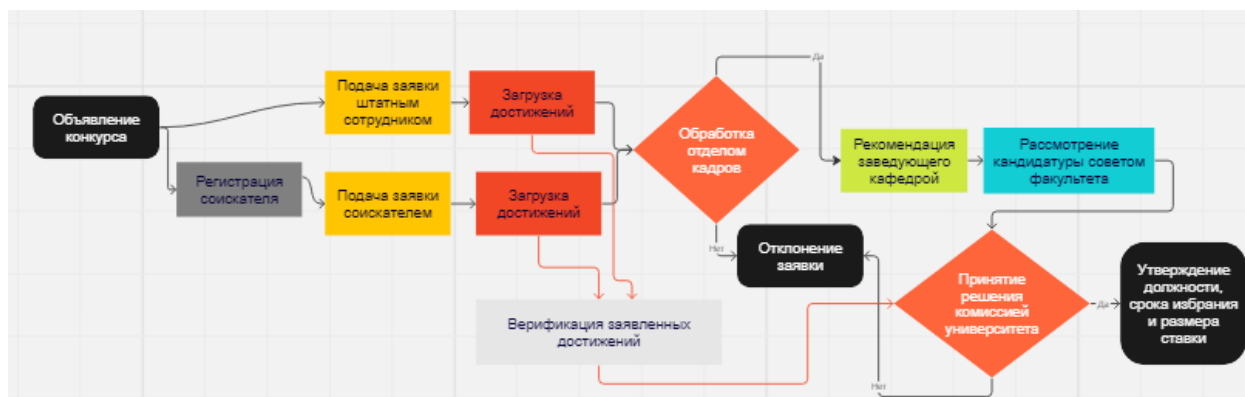 Объявление
конкурса
Регистрация
соискателя
Подача заявки
штатным
сотрудником
Загрузка
достижений
Подача заявки
соискателем
Загрузка
достижений
Верификация заявленных
достижений
Обработка
отделом
кадров
Да
Нет
Рекомендация
заведующего
кафедрой
Рассмотрение
кандидатуры советом
факультета
Отклонение
заявки
Принятие
решения
комиссией
университета
Да
Нет
Утверждение
должности,
срока избрания
и размера
ставки